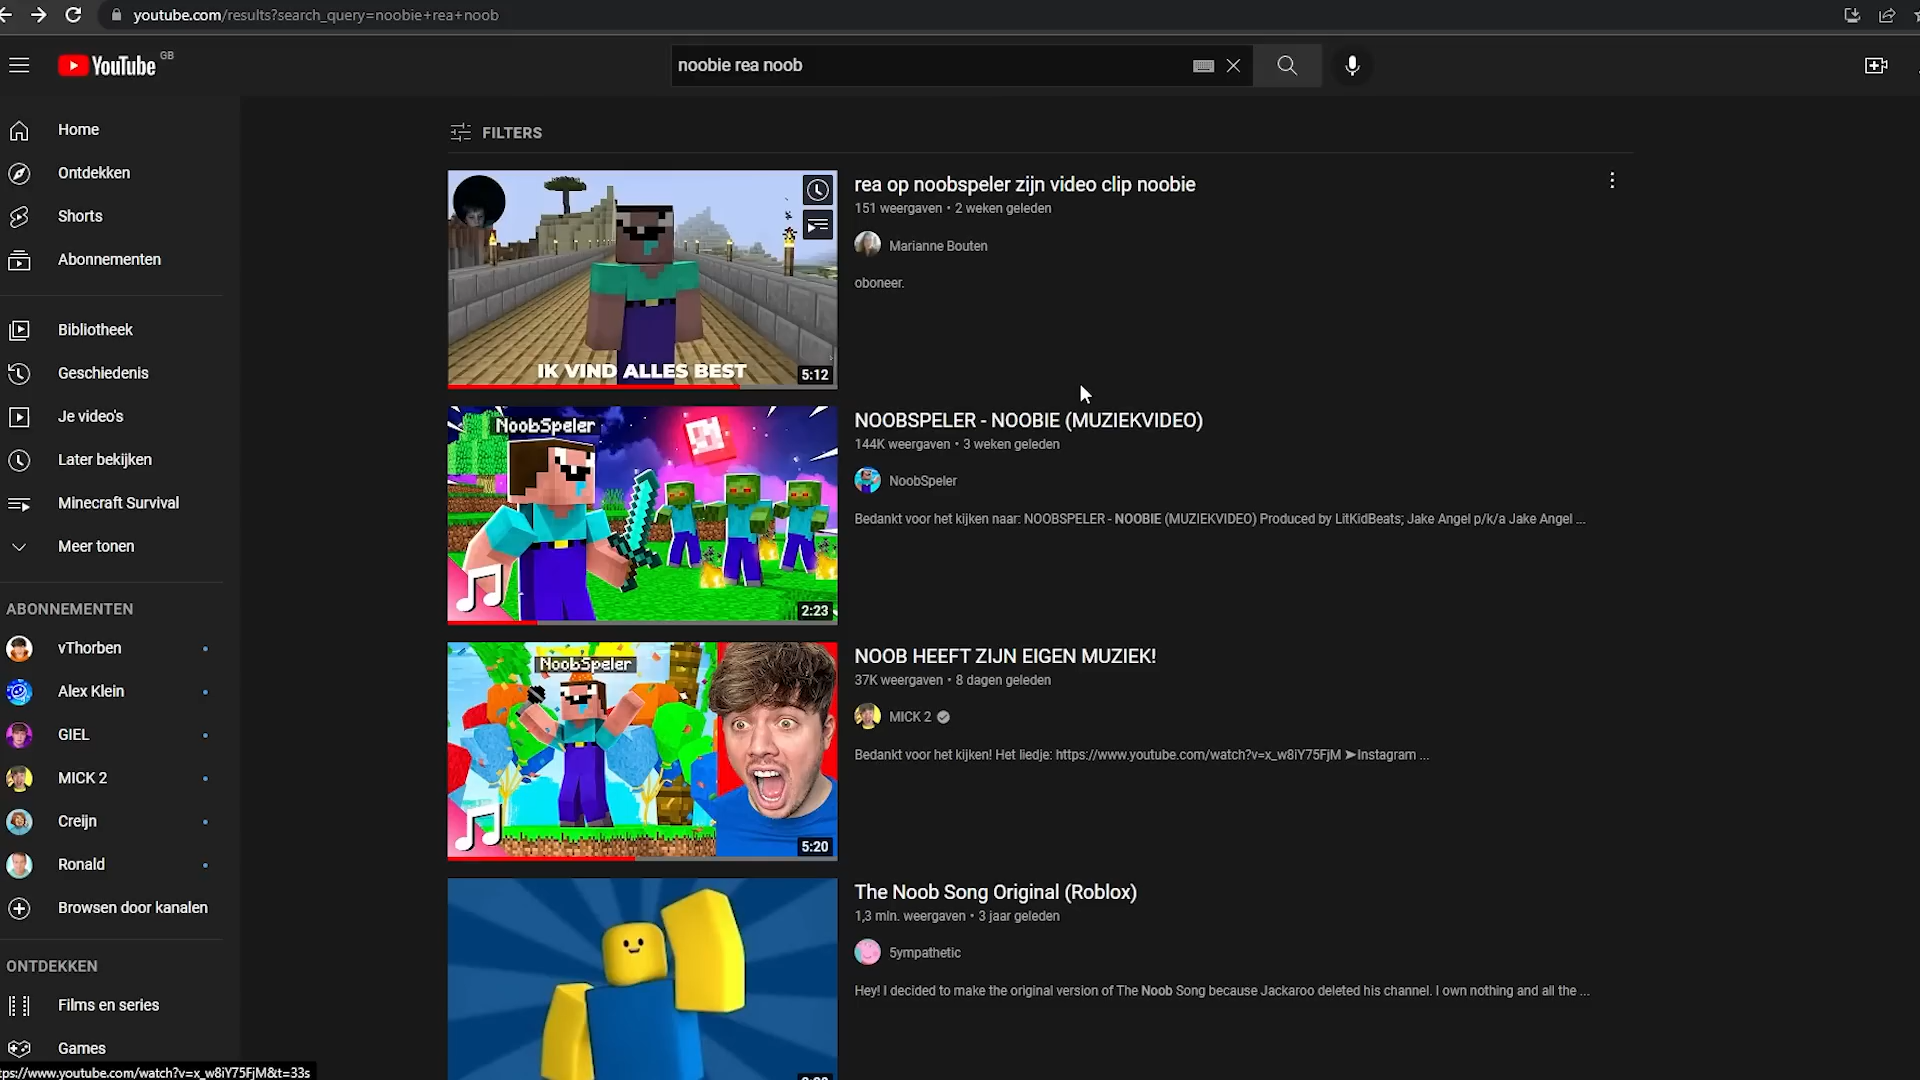 youtube.com/results?search_query=noobie+rea+noob
YouTube GB
noobie rea noob
Home
Ontdekken
Shorts
Abonnementen
Bibliotheek
Geschiedenis
Je video's
Later bekijken
Minecraft Survival
Meer tonen
ABONNEMENTEN
vThorben
Alex Klein
GIEL
MICK 2
Creijn
Ronald
Browsen door kanalen
ONTDEKKEN
Films en series
Games
FILTERS
IK VIND ALLES BEST
5:12
rea op noobspeler zijn video clip noobie
151 weergaven • 2 weken geleden
Marianne Bouten
oboneer.
NoobSpeler
2:23
NOOBSPELER - NOOBIE (MUZIEKVIDEO)
144K weergaven • 3 weken geleden
NoobSpeler
Bedankt voor het kijken naar: NOOBSPELER - NOOBIE (MUZIEKVIDEO) Produced by LitKidBeats; Jake Angel p/k/a Jake Angel ...
NoobSpeler
5:20
NOOB HEEFT ZIJN EIGEN MUZIEK!
37K weergaven • 8 dagen geleden
MICK 2
Bedankt voor het kijken! Het liedje: https://www.youtube.com/watch?v=x_w8iY75FjM ➤Instagram ...
The Noob Song Original (Roblox)
1,3 mln. weergaven • 3 jaar geleden
5ympathetic
Hey! I decided to make the original version of The Noob Song because Jackaroo deleted his channel. I own nothing and all the ...
tps://www.youtube.com/watch?v=x_w8iY75FjM&t=33s